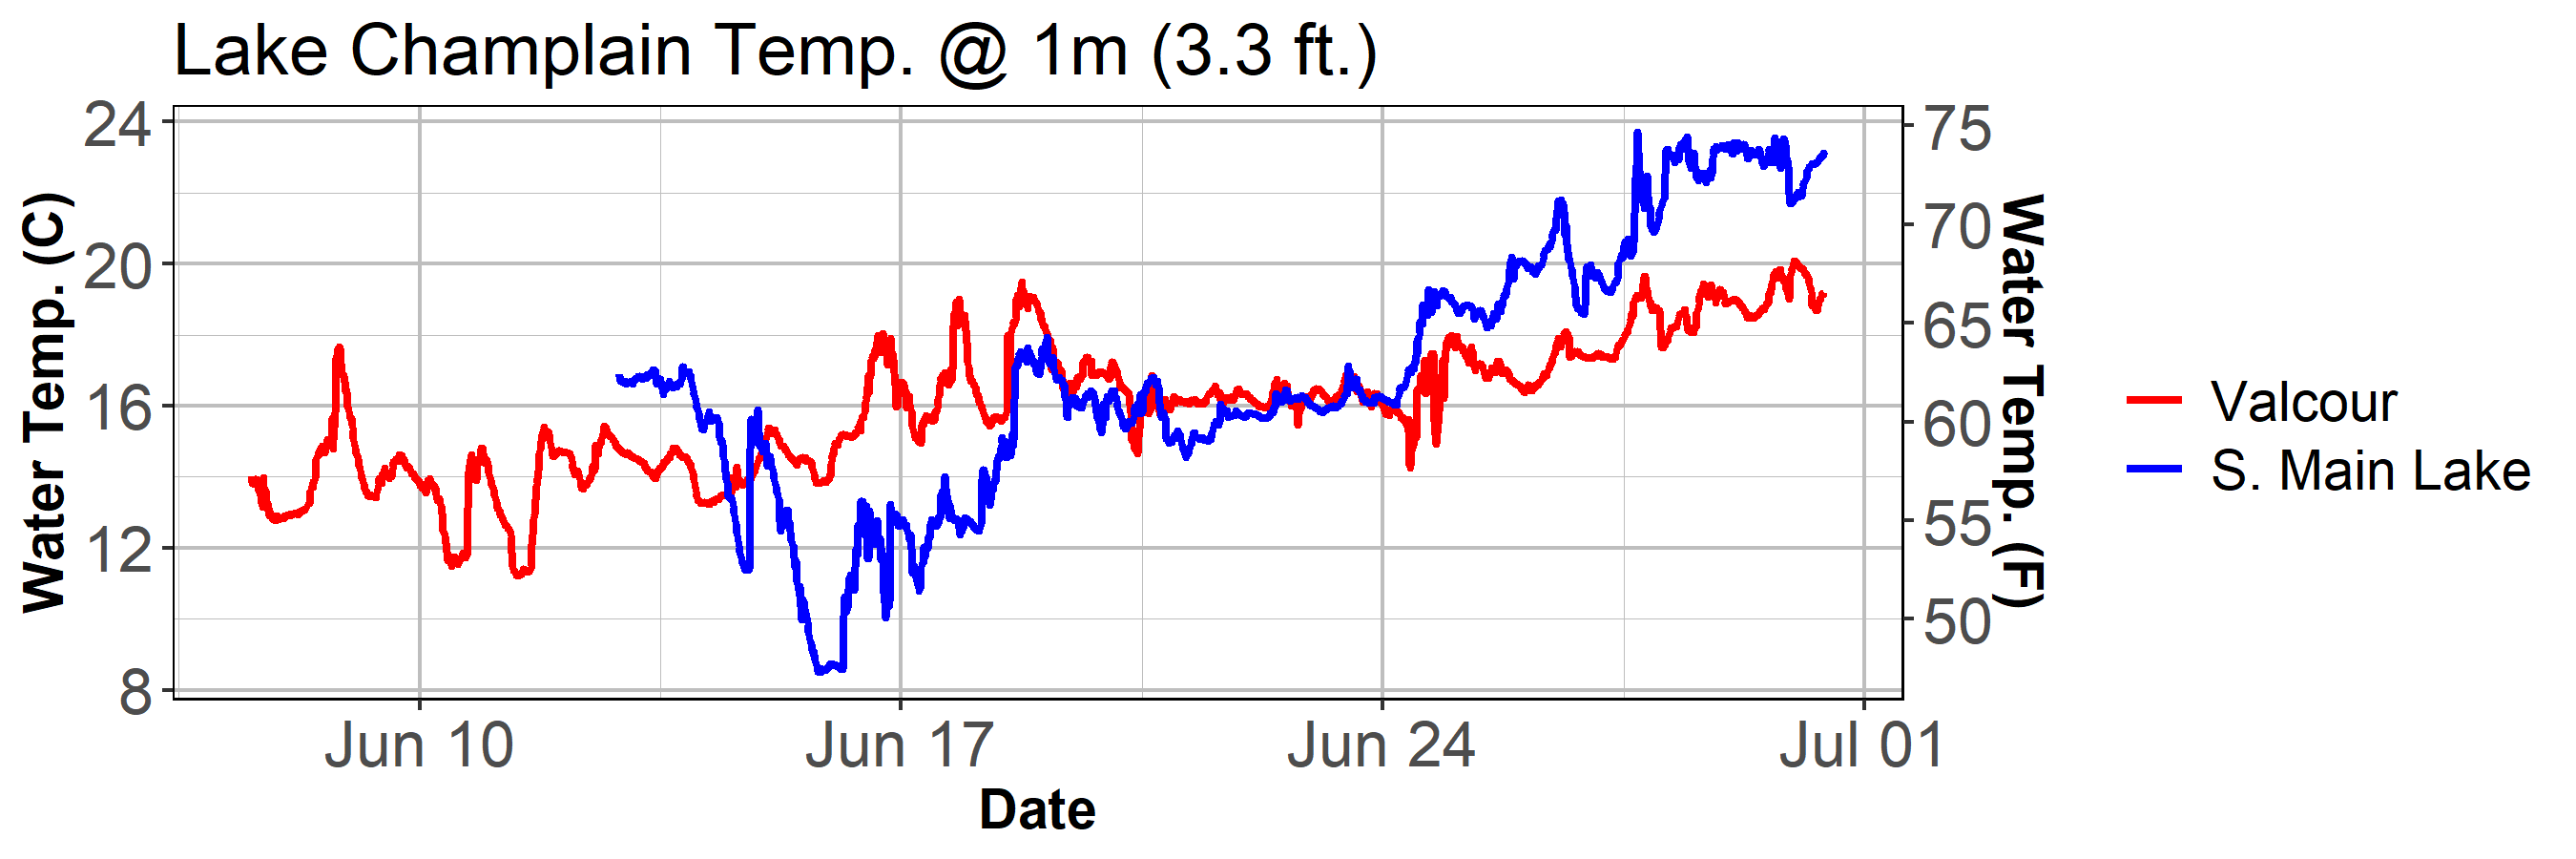 Lake Champlain Temp. @ 1m (3.3 ft.)
Water Temp. (C)
24
20
16
12
8
75
70
65
60
55
50
Water Temp. (F)
Jun 10
Jun 17
Jun 24
Jul 01
Date
Valcour
S. Main Lake